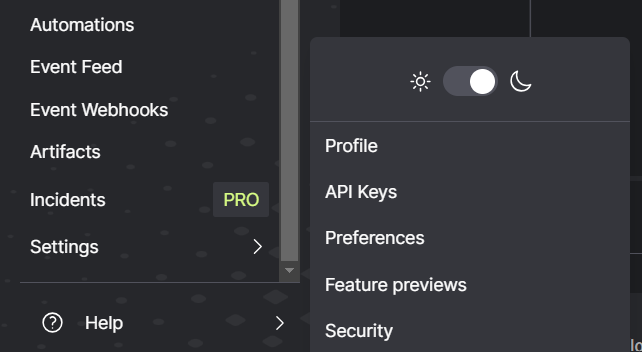 Automations
Event Feed
Event Webhooks
Artifacts
Incidents PRO
Settings
Help
Profile
API Keys
Preferences
Feature previews
Security